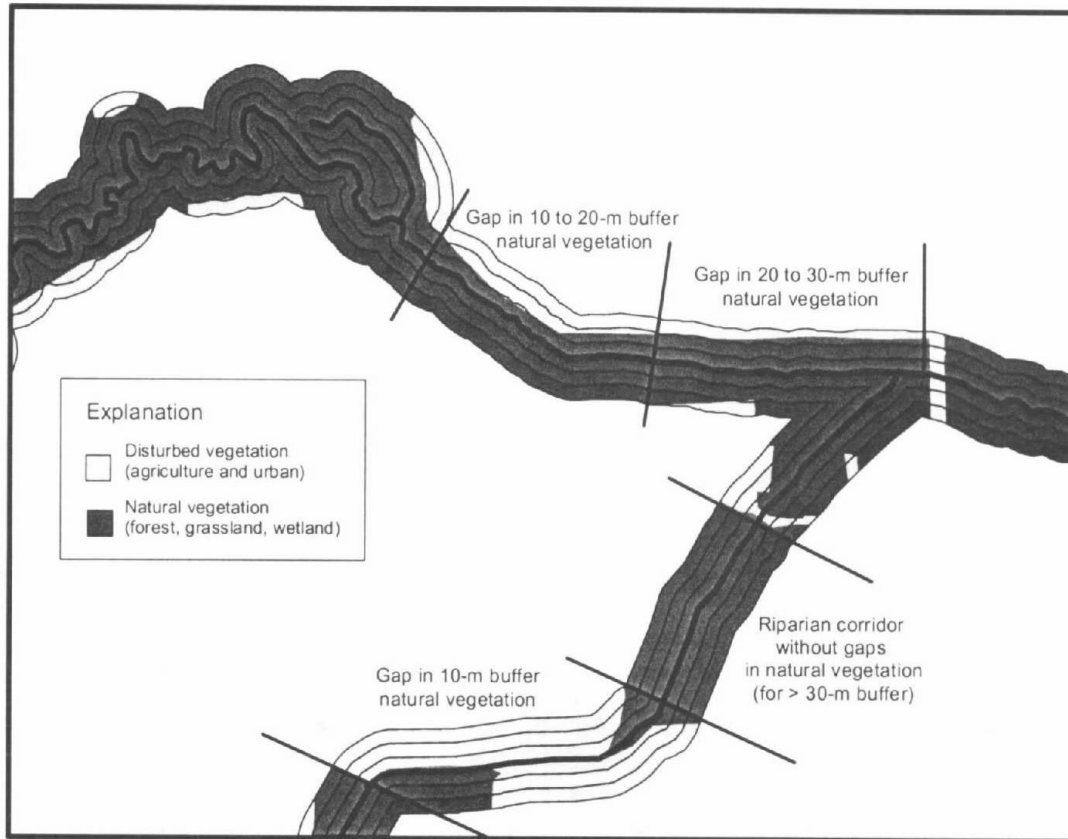 Gap in 10 to 20-m buffer
natural vegetation
Gap in 20 to 30-m buffer
natural vegetation
Explanation
Disturbed vegetation
(agriculture and urban)
Natural vegetation
(forest, grassland, wetland)
Riparian corridor
without gaps
in natural vegetation
(for > 30-m buffer)
Gap in 10-m buffer
natural vegetation